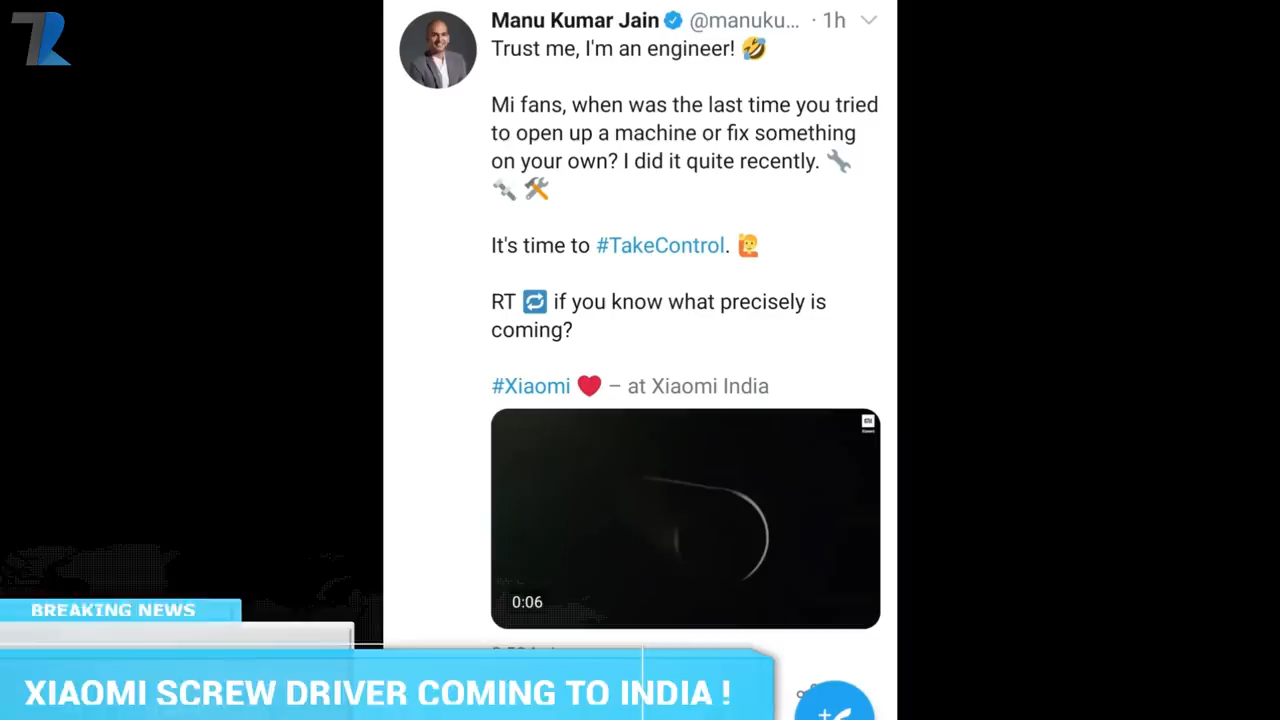 Manu Kumar Jain @manuku... · 1h
Trust me, I'm an engineer! 🤣
Mi fans, when was the last time you tried
to open up a machine or fix something
on your own? I did it quite recently. 🔧
🔩 🛠️
It's time to #TakeControl. 🙋
RT 🔁 if you know what precisely is
coming?
#Xiaomi ❤️ – at Xiaomi India
0:06
BREAKING NEWS
XIAOMI SCREW DRIVER COMING TO INDIA !